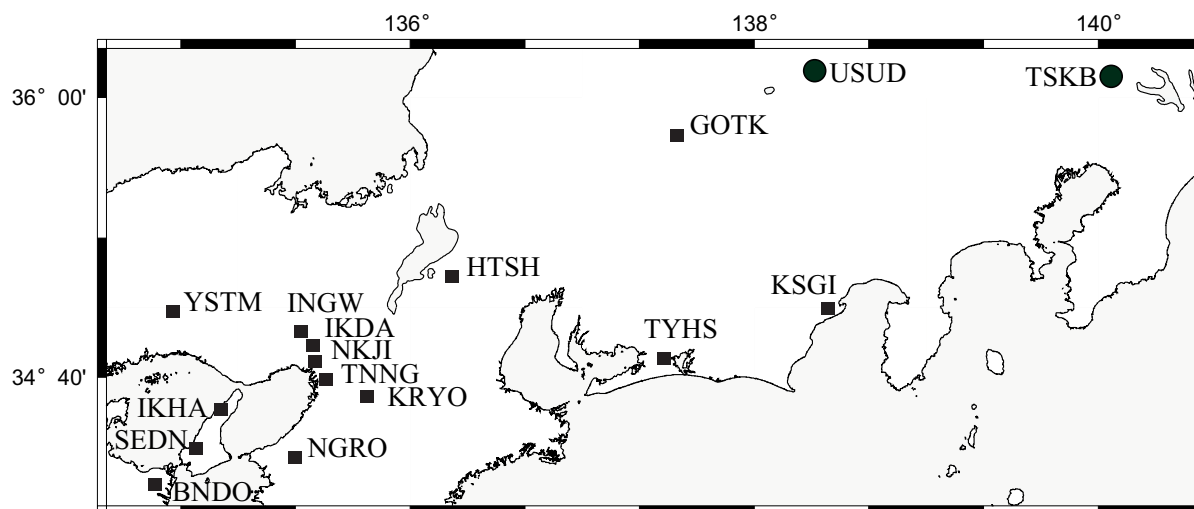 136°
138°
140°
36° 00'
USUD
TSKB
GOTK
HTSH
KSGI
YSTM
INGW
IKDA
TYHS
NKJI
34° 40'
TNNG
KRYO
IKHA
SEDN
NGRO
BNDO